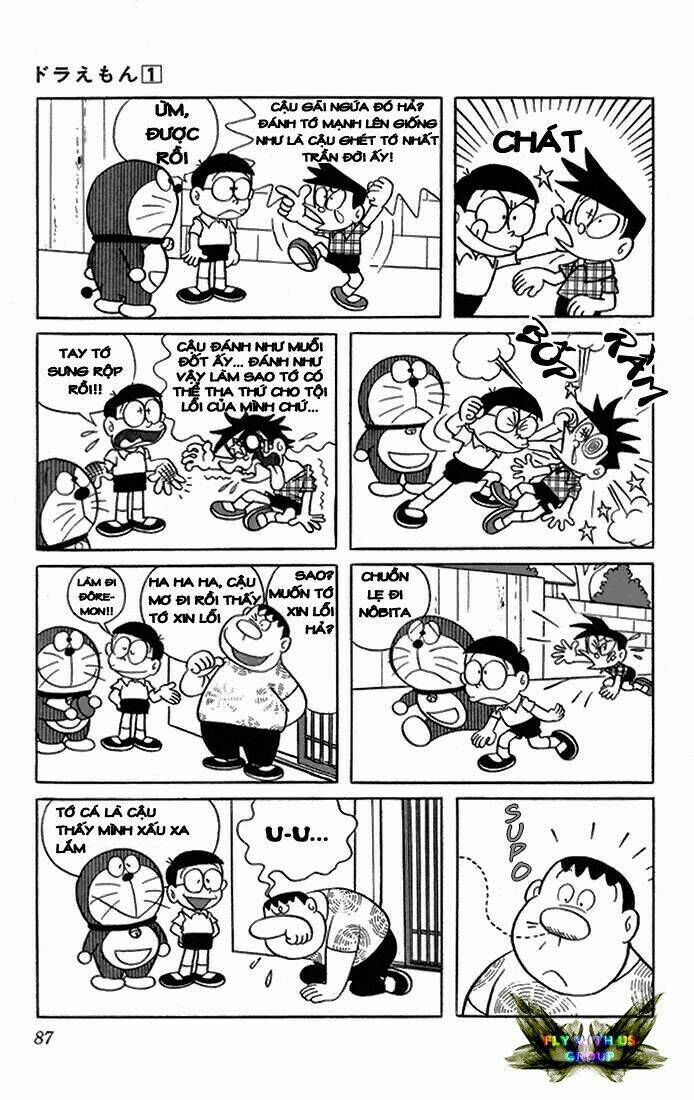 ドラえもん1
ỪM,
ĐƯỢC
RỒI
CẬU GÃI NGỨA ĐÓ HẢ?
ĐÁNH TỚ MẠNH LÊN GIỐNG
NHƯ LÀ CẬU GHÉT TỚ NHẤT
TRẦN ĐỜI ẤY!
CHÁT
TAY TỚ
SƯNG RỘP
RỒI!!
CẬU ĐÁNH NHƯ MUỖI
ĐỐT ẤY... ĐÁNH NHƯ
VẬY LÀM SAO TỚ CÓ
THỂ THA THỨ CHO TỘI
LỖI CỦA MÌNH CHỨ...
BỐP
RẦM
LÀM ĐI
ĐÔRE-
MON!!
HA HA HA, CẬU
MƠ ĐI RỒI THẤY
TỚ XIN LỖI
SAO?
MUỐN TỚ
XIN LỖI
HẢ?
CHUỒN
LẸ ĐI
NÔBITA
TỚ CÁ LÀ CẬU
THẤY MÌNH XẤU XA
LẮM
U-U...
SUPO
87
FLY WITH US
GROUP